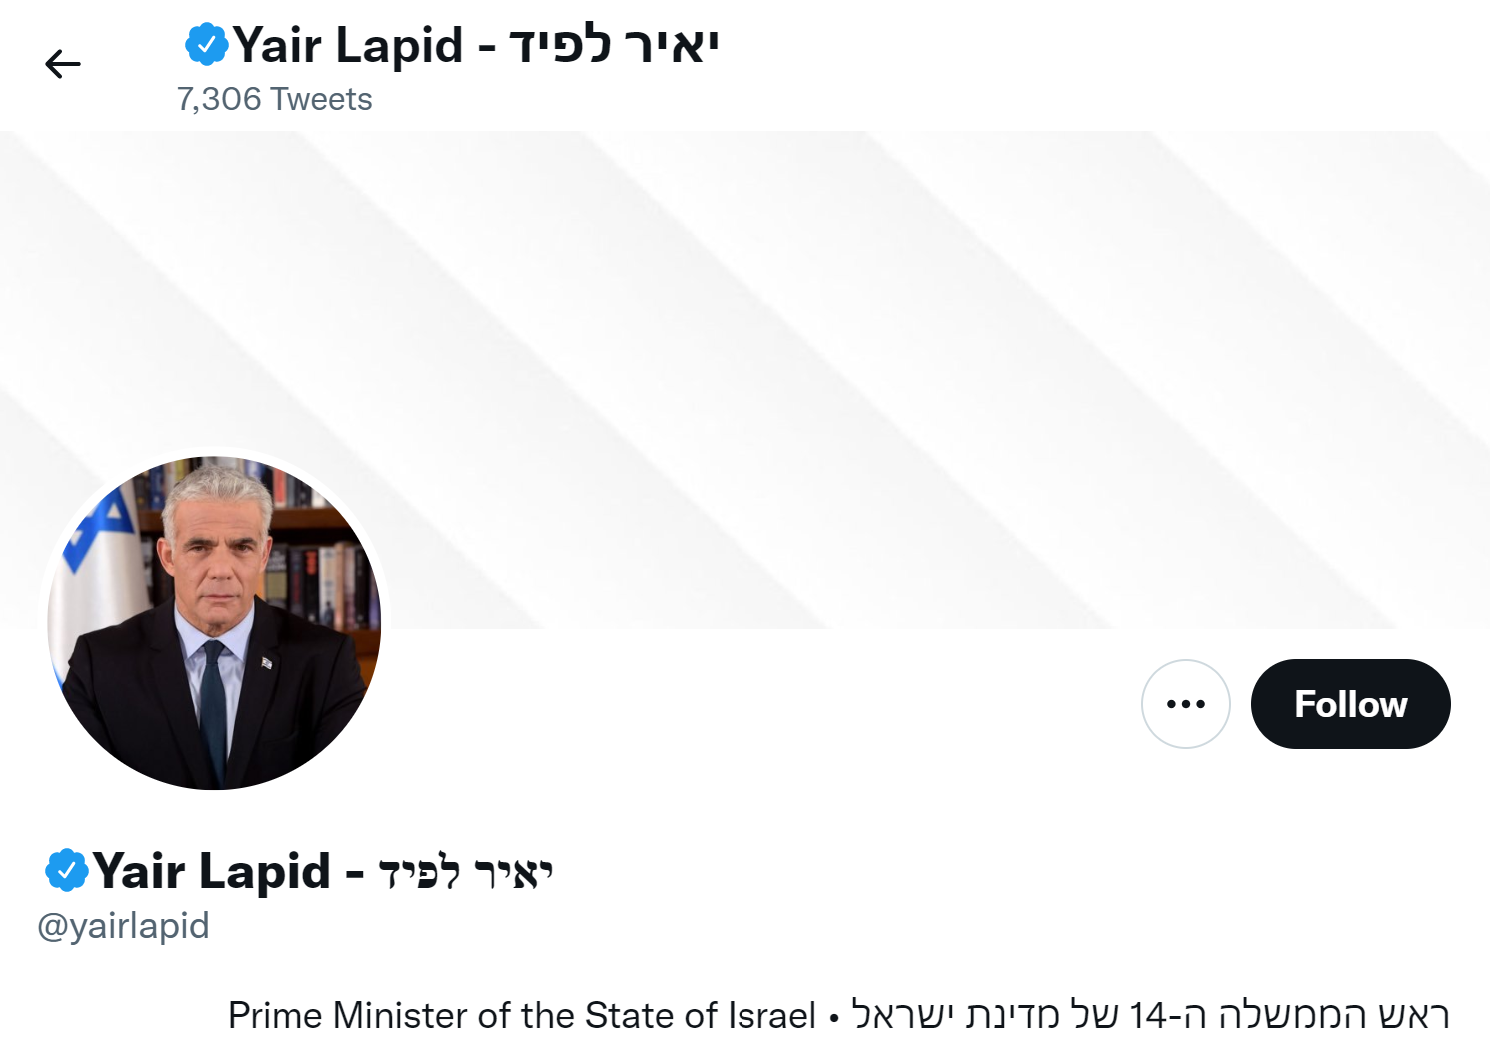 Yair Lapid - יאיר לפיד
7,306 Tweets
Follow
Yair Lapid - יאיר לפיד
@yairlapid
ראש הממשלה ה-14 של מדינת ישראל • Prime Minister of the State of Israel